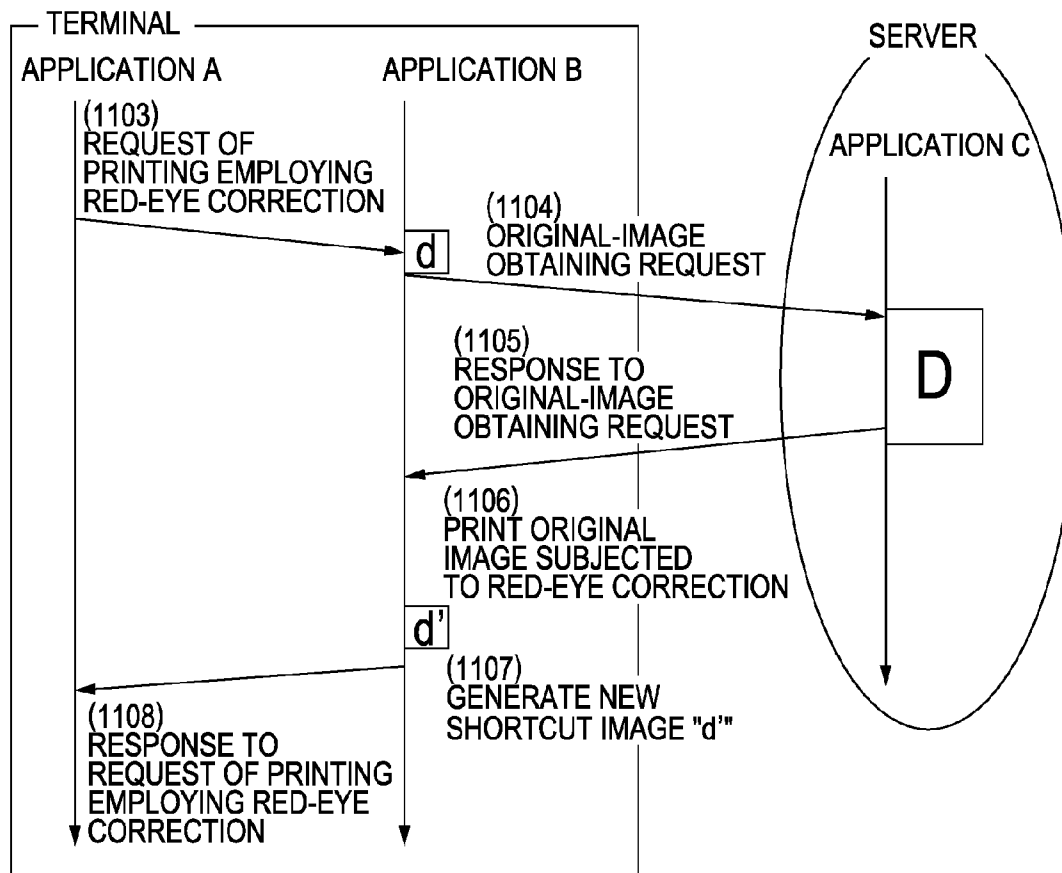 TERMINAL
SERVER
APPLICATION A
APPLICATION B
APPLICATION C
(1103)
REQUEST OF
PRINTING EMPLOYING
RED-EYE CORRECTION
d
(1104)
ORIGINAL-IMAGE
OBTAINING REQUEST
D
(1105)
RESPONSE TO
ORIGINAL-IMAGE
OBTAINING REQUEST
(1106)
PRINT ORIGINAL
IMAGE SUBJECTED
TO RED-EYE CORRECTION
d'
(1107)
GENERATE NEW
SHORTCUT IMAGE "d'"
(1108)
RESPONSE TO
REQUEST OF PRINTING
EMPLOYING RED-EYE
CORRECTION